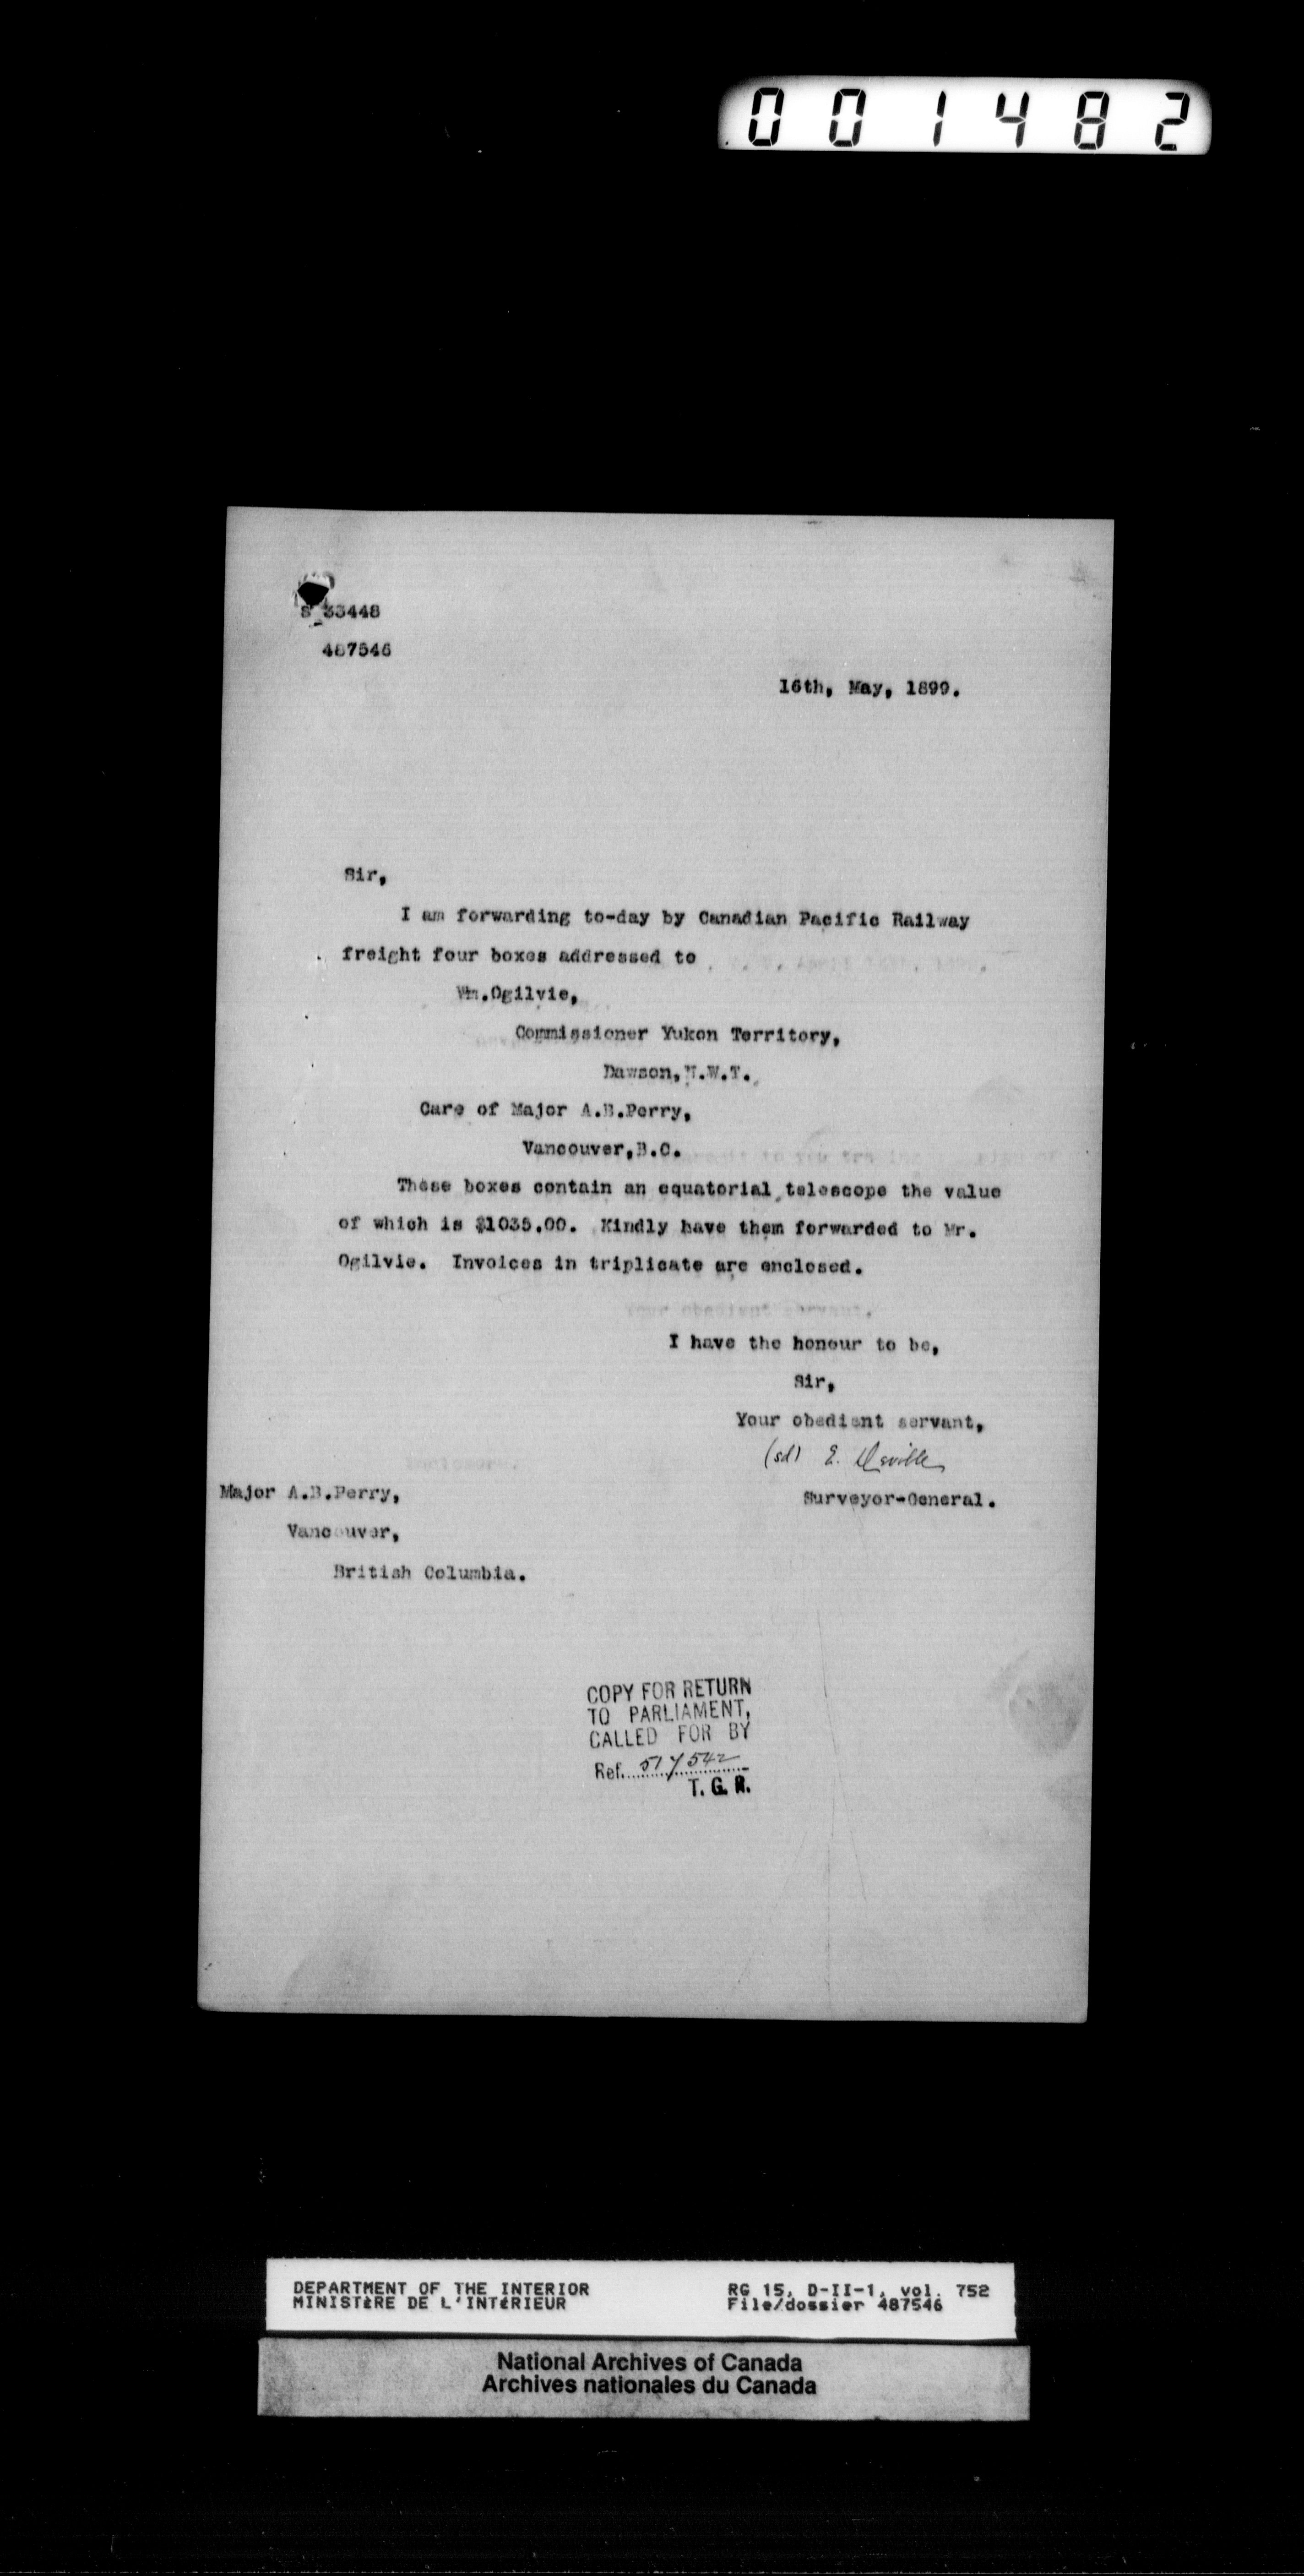 001482
S 33448
487546
16th, May, 1899.
Sir,
I am forwarding to-day by Canadian Pacific Railway
freight four boxes addressed to
Wm.Ogilvie,
Commissioner Yukon Territory,
Dawson,N.W.T.
Care of Major A.B.Perry,
Vancouver,B.C.
These boxes contain an equatorial telescope the value
of which is $1035.00. Kindly have them forwarded to Mr.
Ogilvie. Invoices in triplicate are enclosed.
I have the honour to be,
Sir,
Your obedient servant,
(sd) E. Deville
Surveyor-General.
Major A.B.Perry,
Vancouver,
British Columbia.
COPY FOR RETURN
TO PARLIAMENT,
CALLED FOR BY
Ref. 517542
T. G. R.
DEPARTMENT OF THE INTERIOR
MINISTèRE DE L'INTéRIEUR
RG 15, D-II-1, vol. 752
File/dossier 487546
National Archives of Canada
Archives nationales du Canada